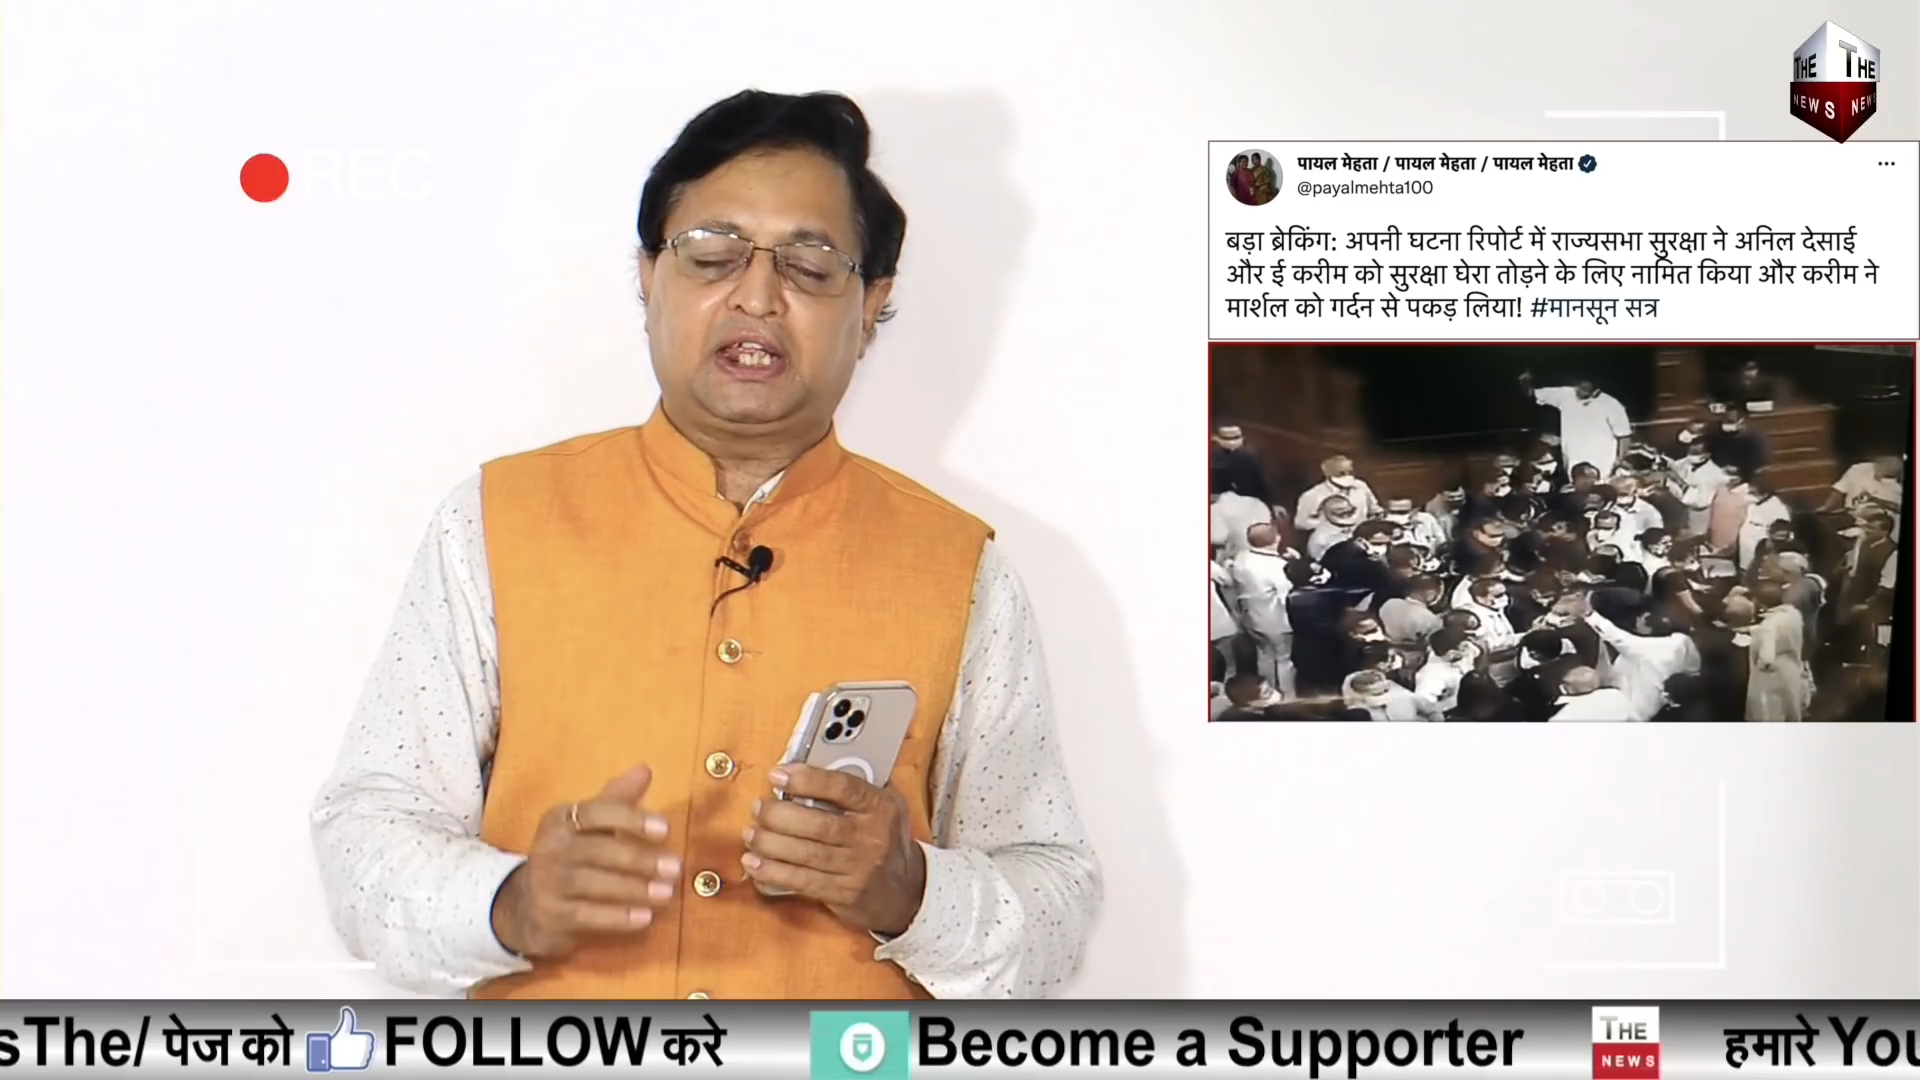 REC
THE THE
NEWS NEWS
पायल मेहता / पायल मेहता / पायल मेहता
@payalmehta100
बड़ा ब्रेकिंग: अपनी घटना रिपोर्ट में राज्यसभा सुरक्षा ने अनिल देसाई
और ई करीम को सुरक्षा घेरा तोड़ने के लिए नामित किया और करीम ने
मार्शल को गर्दन से पकड़ लिया! #मानसून सत्र
sThe/ पेज को FOLLOW करे Become a Supporter THE NEWS हमारे You